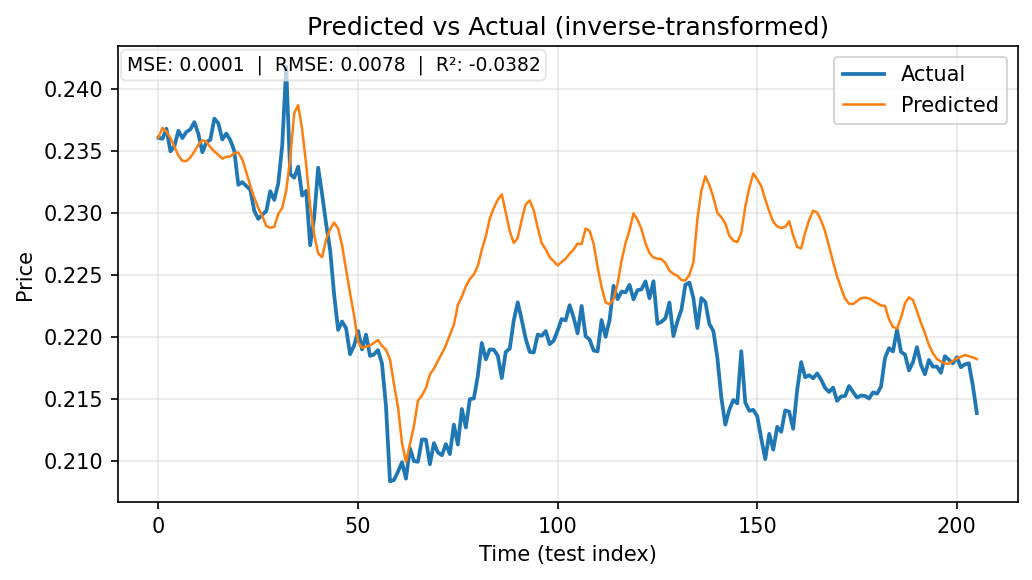 Predicted vs Actual (inverse-transformed)
MSE: 0.0001 | RMSE: 0.0078 | R²: -0.0382
Actual
Predicted
Price
0.240
0.235
0.230
0.225
0.220
0.215
0.210
0 50 100 150 200
Time (test index)